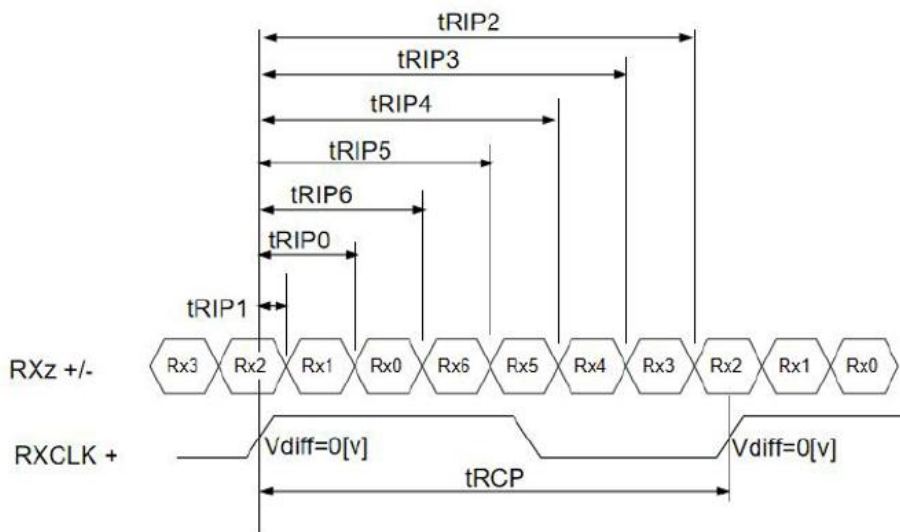 tRIP2
tRIP3
tRIP4
tRIP5
tRIP6
tRIP0
tRIP1
RXz +/- Rx3 Rx2 Rx1 Rx0 Rx6 Rx5 Rx4 Rx3 Rx2 Rx1 Rx0
RXCLK + Vdiff=0[v] Vdiff=0[v]
tRCP